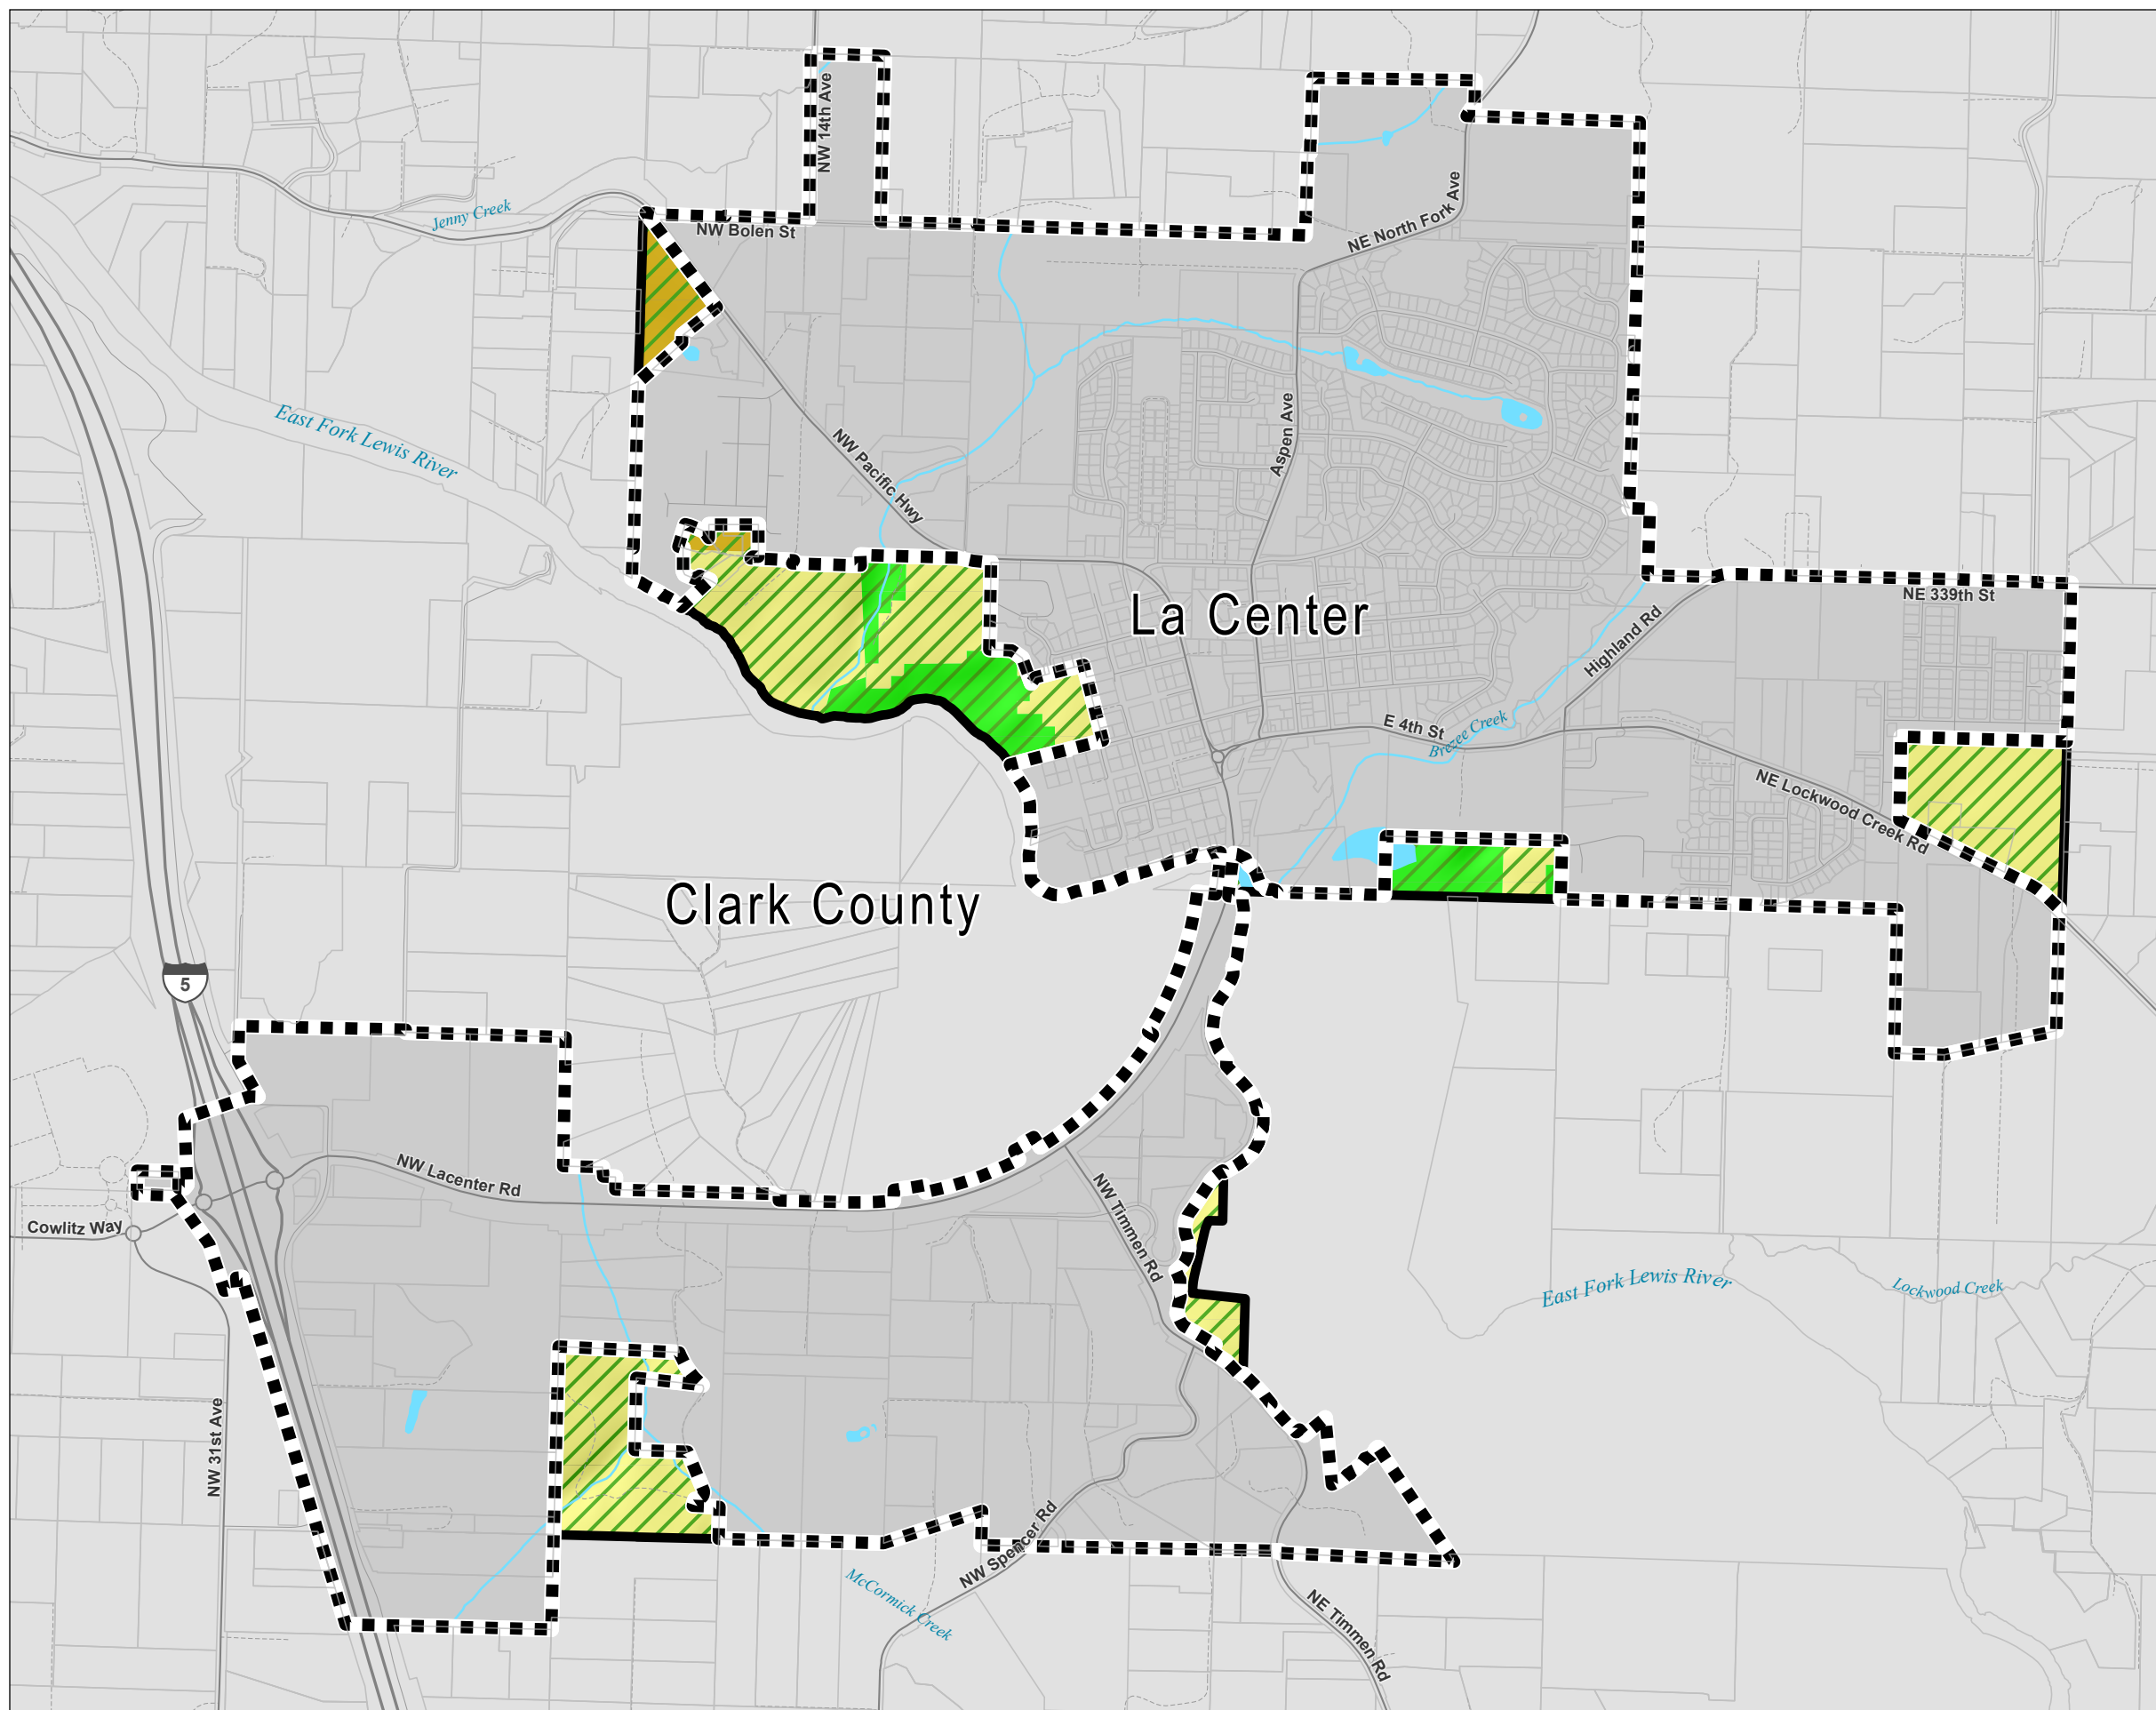 NW 14th Ave
Jenny Creek
NW Bolen St
NE North Fork Ave
East Fork Lewis River
NW Pacific Hwy
Aspen Ave
La Center
NE 339th St
Highland Rd
E 4th St
Brezee Creek
NE Lockwood Creek Rd
Clark County
5
NW Lacenter Rd
Cowlitz Way
NW Timmen Rd
East Fork Lewis River
Lockwood Creek
NW 31st Ave
NW Spencer Rd
McCormick Creek
NE Timmen Rd